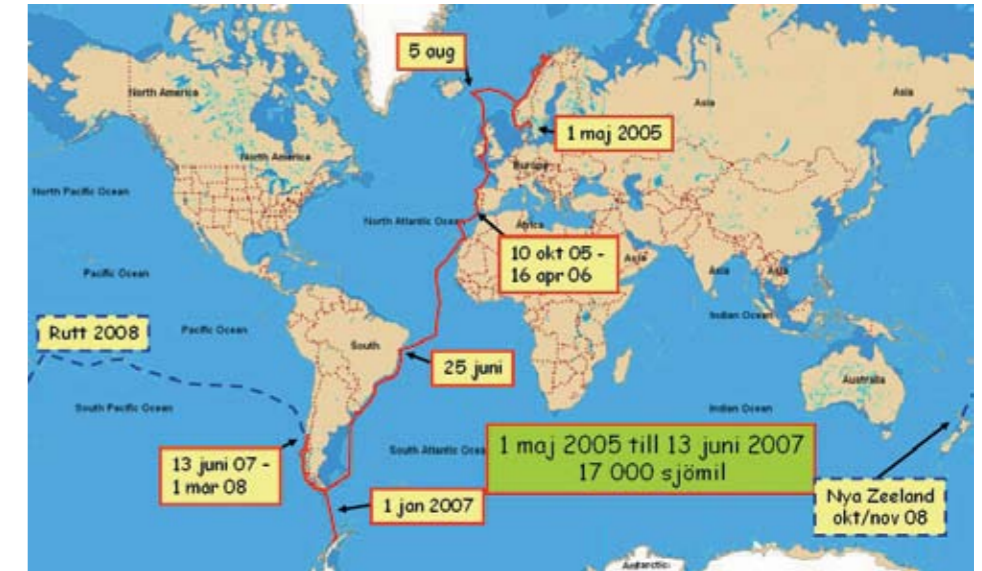 5 aug
North America
Asia
Asia
1 maj 2005
North America
Europe
North Pacific Ocean
North Atlantic Ocean
Africa
10 okt 05 -
16 apr 06
Asia
Asia
Asia
Pacific Ocean
Indian Ocean
Rutt 2008
Pacific Ocean
South
25 juni
Australia
South Pacific Ocean
Indian Ocean
South Atlantic Ocea
1 maj 2005 till 13 juni 2007
17 000 sjömil
13 juni 07 -
1 mar 08
1 jan 2007
Nya Zeeland
okt/nov 08
Antarctic